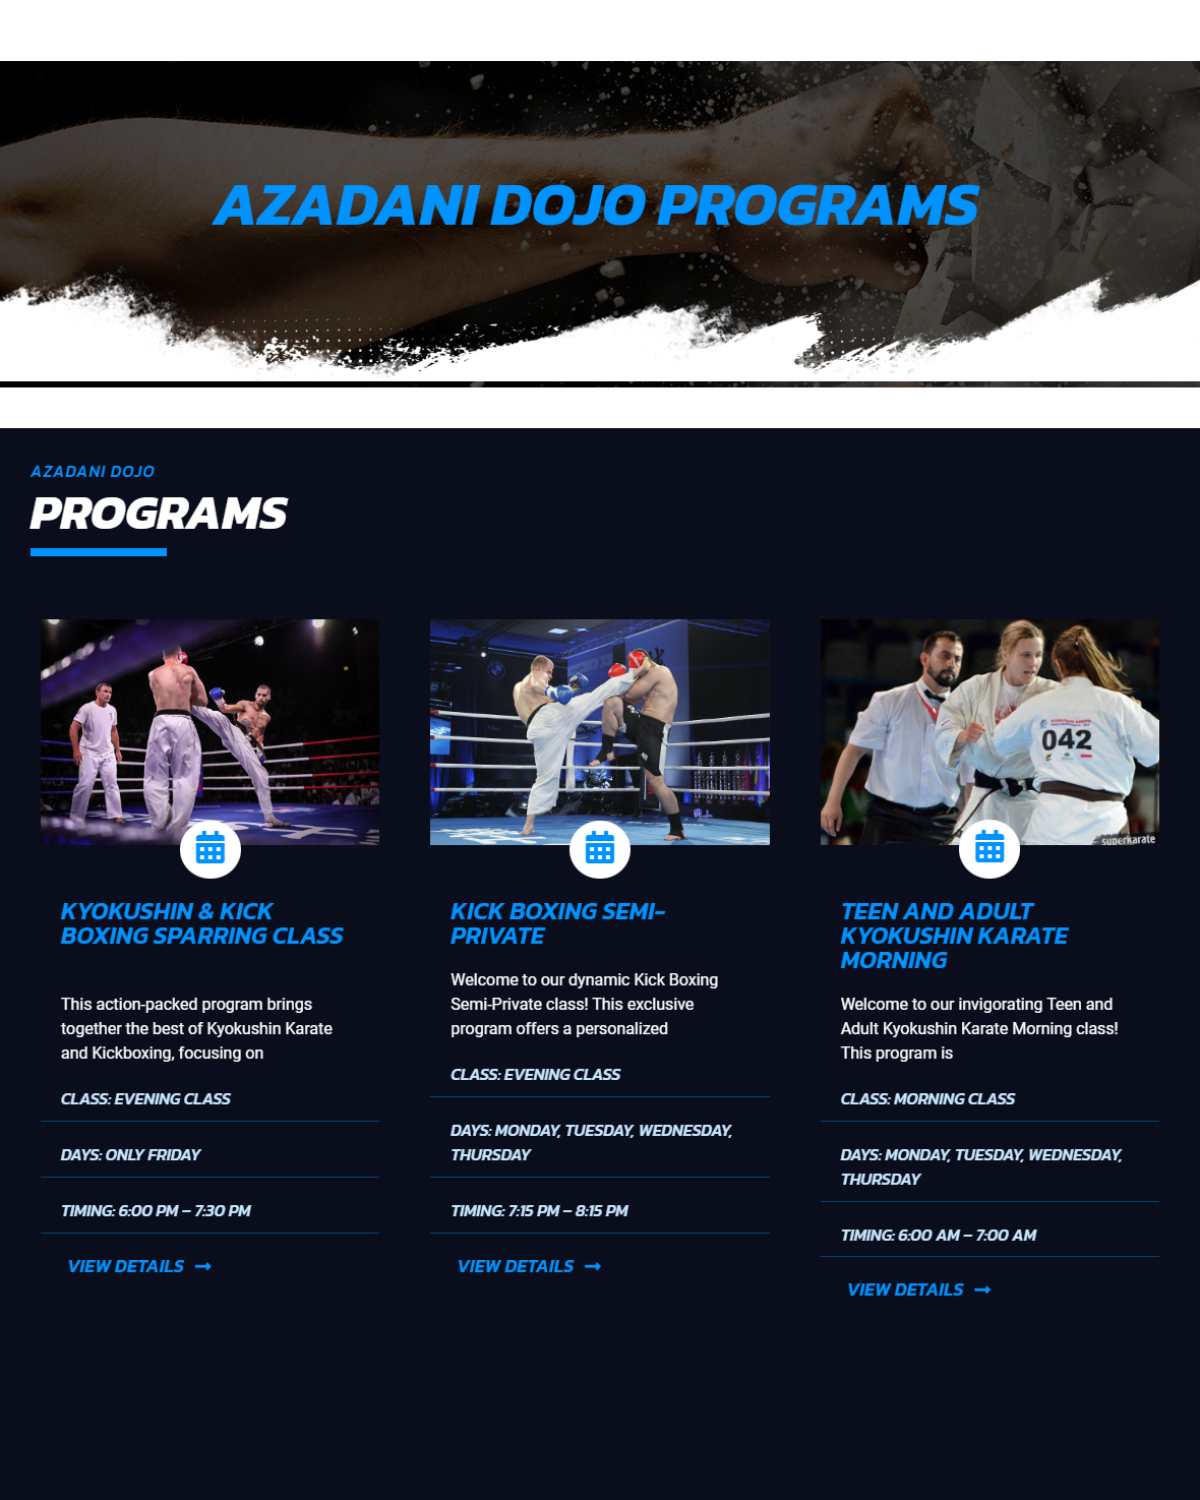 AZADANI DOJO PROGRAMS
AZADANI DOJO
PROGRAMS
KYOKUSHIN & KICK
BOXING SPARRING CLASS
This action-packed program brings
together the best of Kyokushin Karate
and Kickboxing, focusing on
CLASS: EVENING CLASS
DAYS: ONLY FRIDAY
TIMING: 6:00 PM – 7:30 PM
VIEW DETAILS
KICK BOXING SEMI-
PRIVATE
Welcome to our dynamic Kick Boxing
Semi-Private class! This exclusive
program offers a personalized
CLASS: EVENING CLASS
DAYS: MONDAY, TUESDAY, WEDNESDAY,
THURSDAY
TIMING: 7:15 PM – 8:15 PM
VIEW DETAILS
042
superkarate
TEEN AND ADULT
KYOKUSHIN KARATE
MORNING
Welcome to our invigorating Teen and
Adult Kyokushin Karate Morning class!
This program is
CLASS: MORNING CLASS
DAYS: MONDAY, TUESDAY, WEDNESDAY,
THURSDAY
TIMING: 6:00 AM – 7:00 AM
VIEW DETAILS